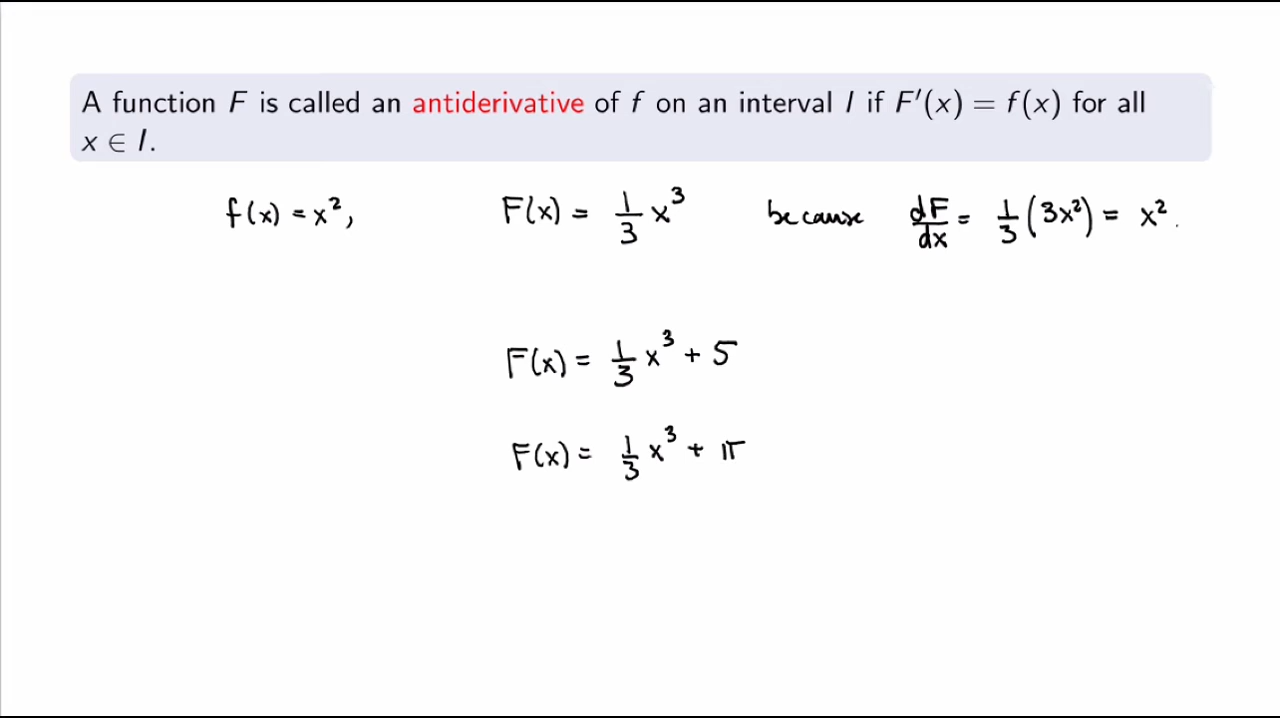 A function F is called an antiderivative of f on an interval I if F′(x) = f(x) for all
x ∈ I.
f(x) = x², F(x) = 1/3 x³ because dF/dx = 1/3 (3x²) = x².
F(x) = 1/3 x³ + 5
F(x) = 1/3 x³ + π